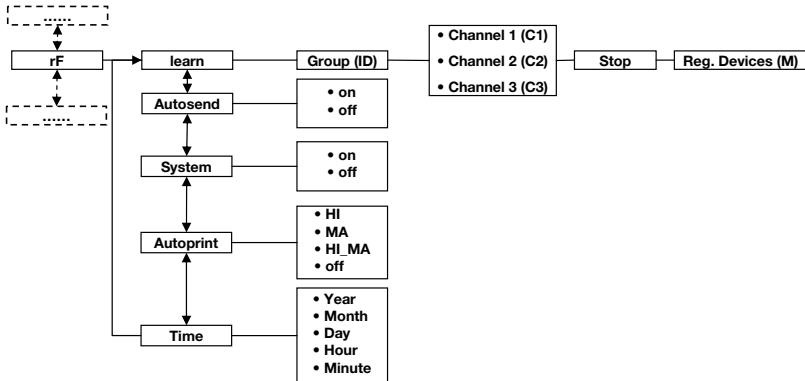 ......
rF
......
learn
Group (ID)
• Channel 1 (C1)
• Channel 2 (C2)
• Channel 3 (C3)
Stop
Reg. Devices (M)
Autosend
• on
• off
System
• on
• off
Autoprint
• HI
• MA
• HI_MA
• off
Time
• Year
• Month
• Day
• Hour
• Minute